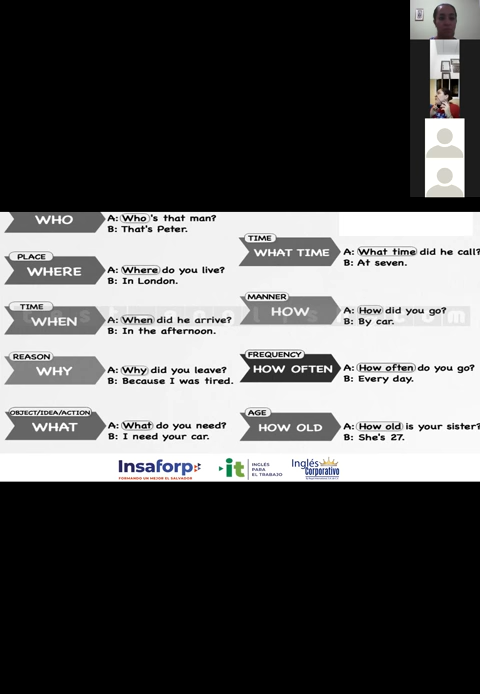 WHO
A: Who's that man?
B: That's Peter.
PLACE
WHERE
A: Where do you live?
B: In London.
TIME
WHEN
A: When did he arrive?
B: In the afternoon.
REASON
WHY
A: Why did you leave?
B: Because I was tired.
OBJECT/IDEA/ACTION
WHAT
A: What do you need?
B: I need your car.
TIME
WHAT TIME
A: What time did he call?
B: At seven.
MANNER
HOW
A: How did you go?
B: By car.
FREQUENCY
HOW OFTEN
A: How often do you go?
B: Every day.
AGE
HOW OLD
A: How old is your sister?
B: She's 27.
Insaforp
FORMANDO UN MEJOR EL SALVADOR
it
INGLÉS
PARA
EL TRABAJO
Inglés
Corporativo